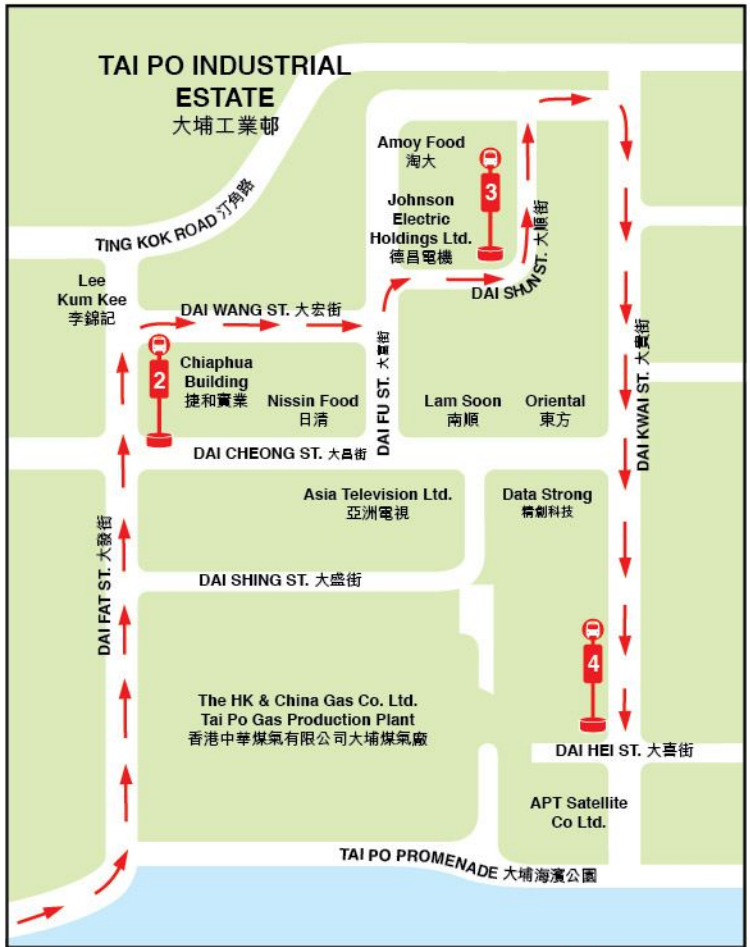 TAI PO INDUSTRIAL
ESTATE
大埔工業邨
TING KOK ROAD 汀角路
Amoy Food
淘大
3
Johnson
Electric
Holdings Ltd.
德昌電機
DAI SHUN ST. 大順街
Lee
Kum Kee
李錦記
DAI WANG ST. 大宏街
2
Chiaphua
Building
捷和實業
Nissin Food
日清
DAI FU ST. 大富街
Lam Soon
南順
Oriental
東方
DAI KWAI ST. 大貴街
DAI CHEONG ST. 大昌街
Asia Television Ltd.
亞洲電視
Data Strong
精創科技
DAI FAT ST. 大發街
DAI SHING ST. 大盛街
4
The HK & China Gas Co. Ltd.
Tai Po Gas Production Plant
香港中華煤氣有限公司大埔煤氣廠
DAI HEI ST. 大喜街
APT Satellite
Co Ltd.
TAI PO PROMENADE 大埔海濱公園